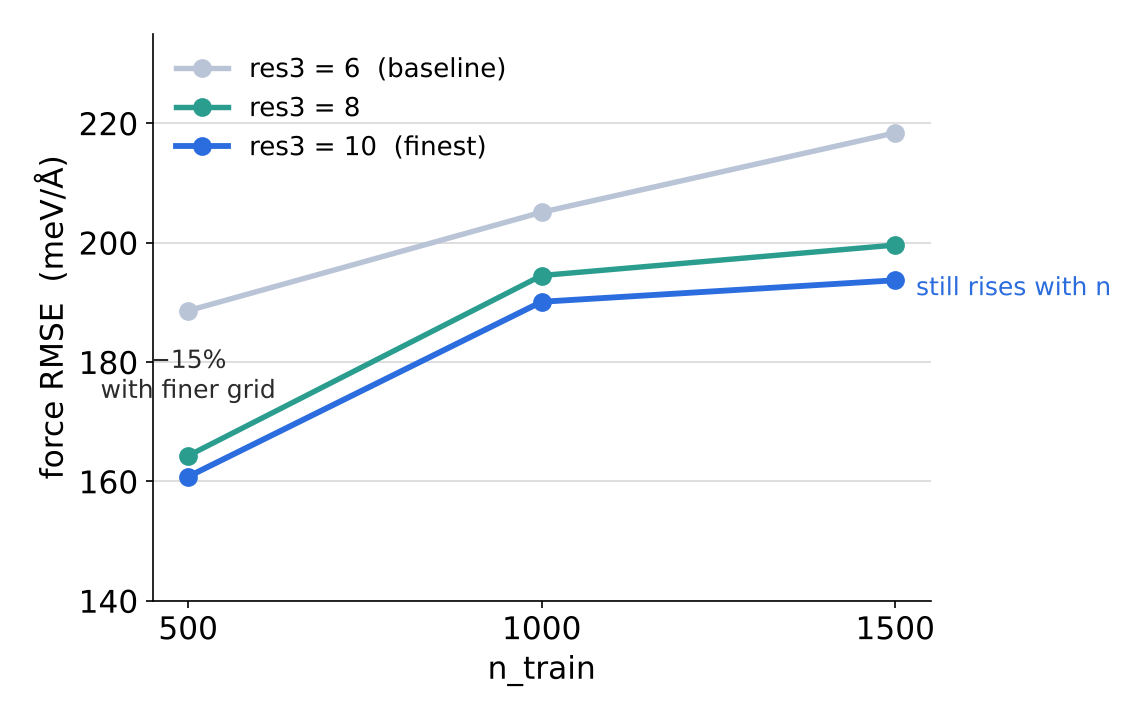 res3 = 6  (baseline)
res3 = 8
res3 = 10  (finest)
220
200
180
160
140
force RMSE  (meV/Å)
−15%
with finer grid
still rises with n
500
1000
1500
n_train